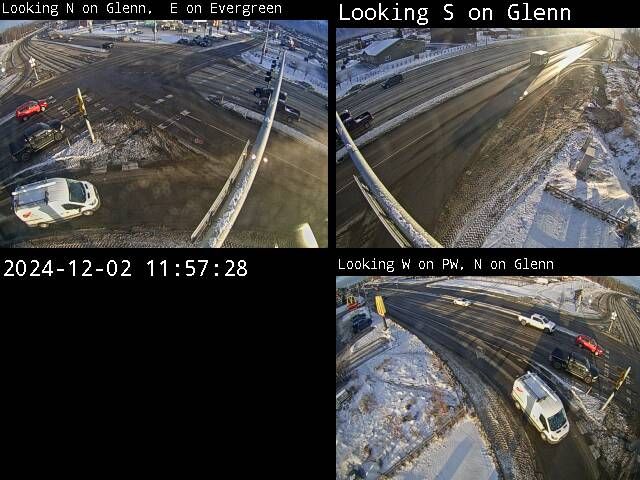 Looking N on Glenn,  E on Evergreen
Looking S on Glenn
2024-12-02 11:57:28
Looking W on PW, N on Glenn